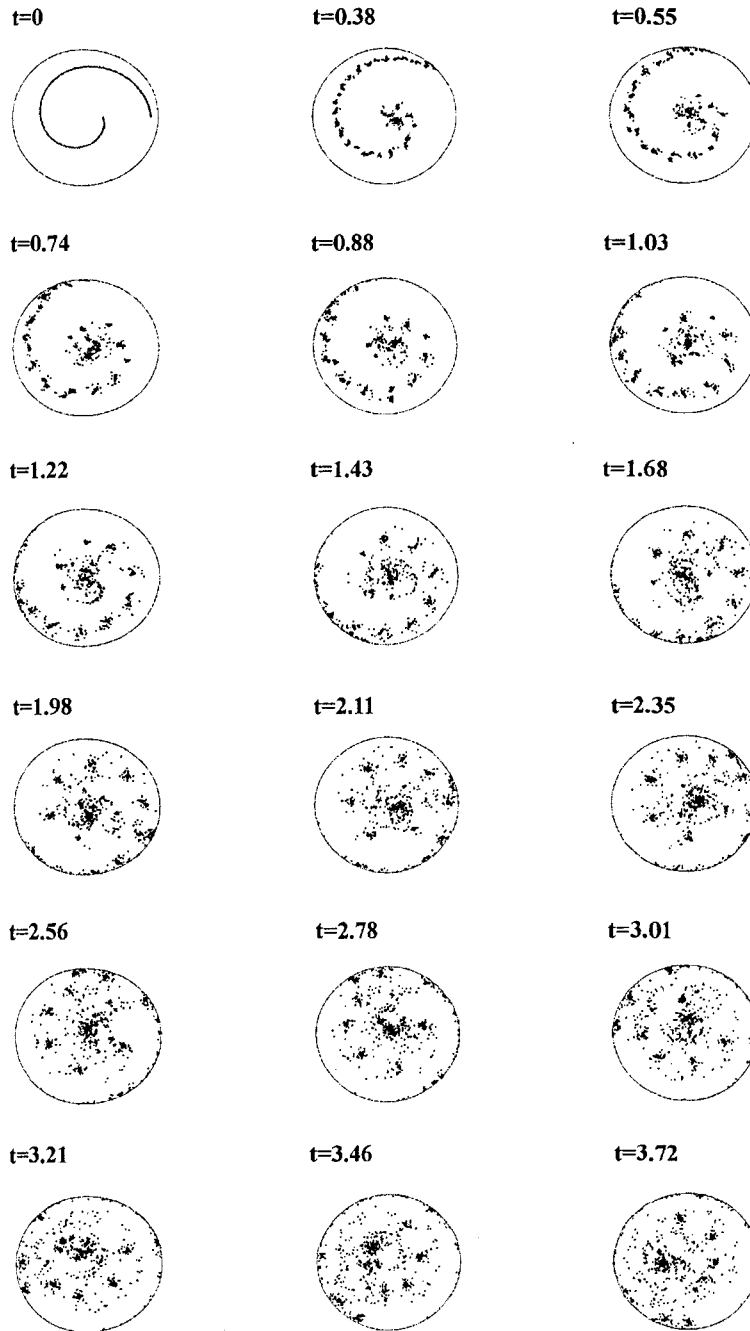 t=0 t=0.38 t=0.55
t=0.74 t=0.88 t=1.03
t=1.22 t=1.43 t=1.68
t=1.98 t=2.11 t=2.35
t=2.56 t=2.78 t=3.01
t=3.21 t=3.46 t=3.72